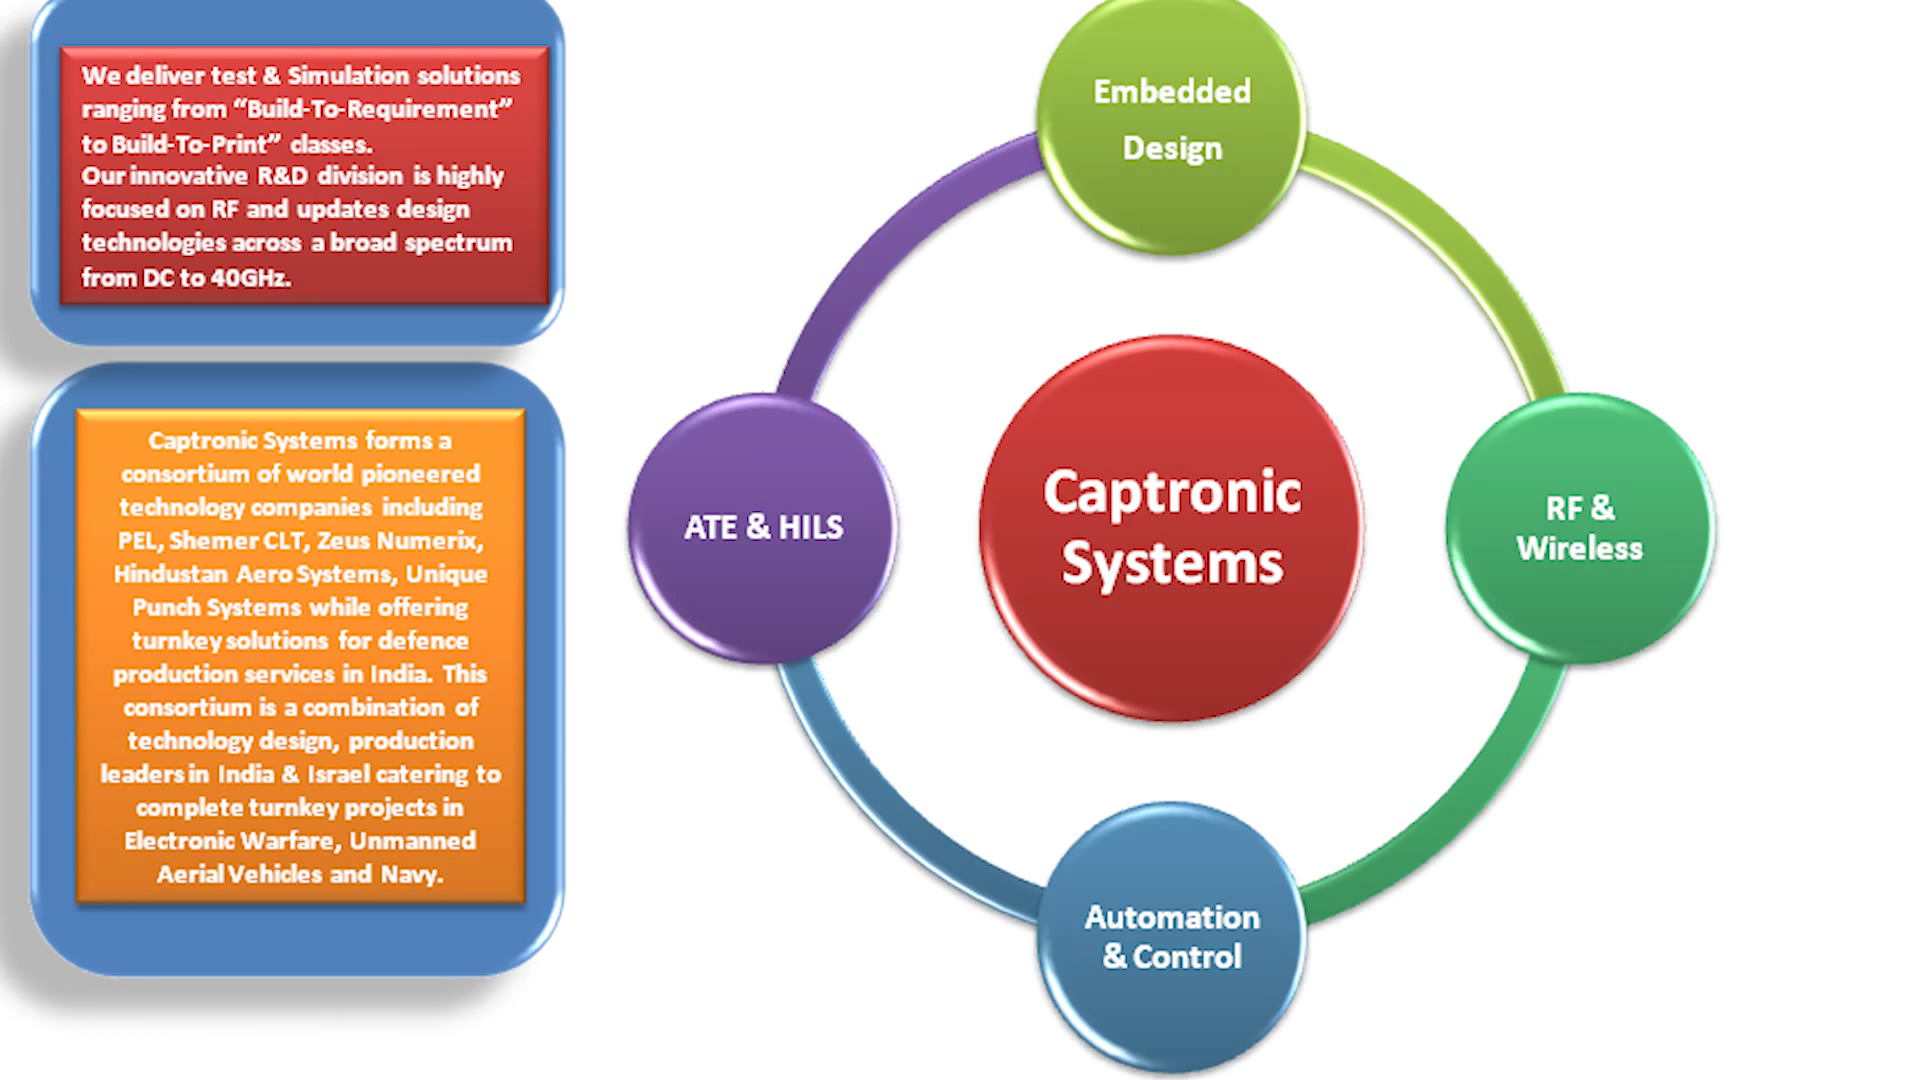 We deliver test & Simulation solutions
ranging from “Build-To-Requirement”
to Build-To-Print” classes.
Our innovative R&D division is highly
focused on RF and updates design
technologies across a broad spectrum
from DC to 40GHz.
Captronic Systems forms a
consortium of world pioneered
technology companies including
PEL, Shemer CLT, Zeus Numerix,
Hindustan Aero Systems, Unique
Punch Systems while offering
turnkey solutions for defence
production services in India. This
consortium is a combination of
technology design, production
leaders in India & Israel catering to
complete turnkey projects in
Electronic Warfare, Unmanned
Aerial Vehicles and Navy.
Embedded
Design
ATE & HILS
Captronic
Systems
RF &
Wireless
Automation
& Control